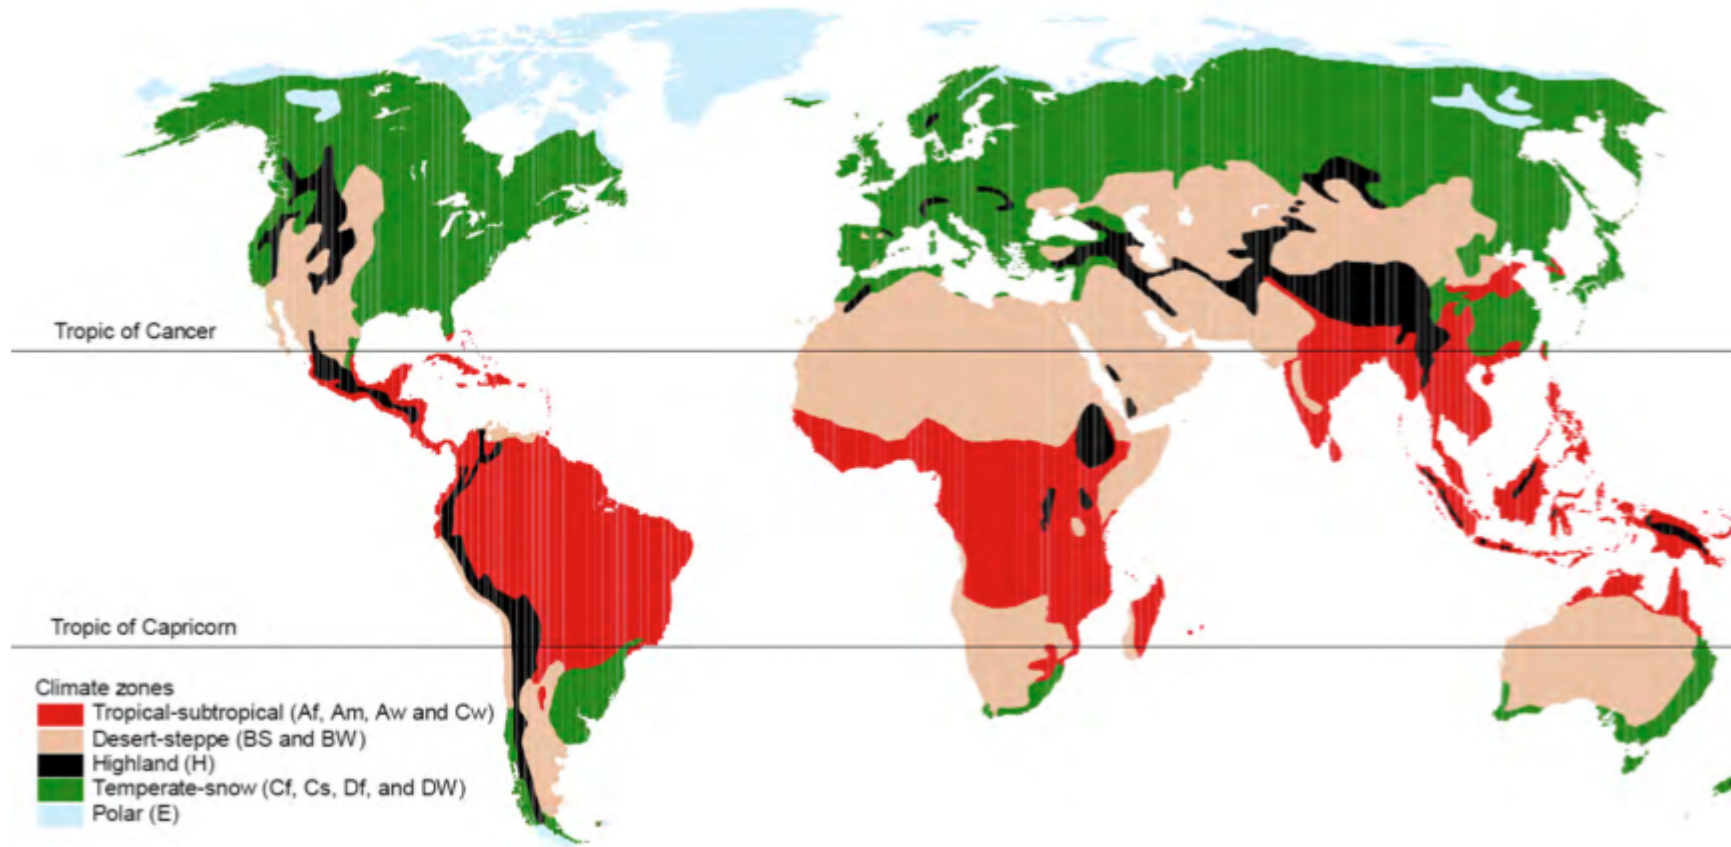 Tropic of Cancer
Tropic of Capricorn
Climate zones
Tropical-subtropical (Af, Am, Aw and Cw)
Desert-steppe (BS and BW)
Highland (H)
Temperate-snow (Cf, Cs, Df, and DW)
Polar (E)